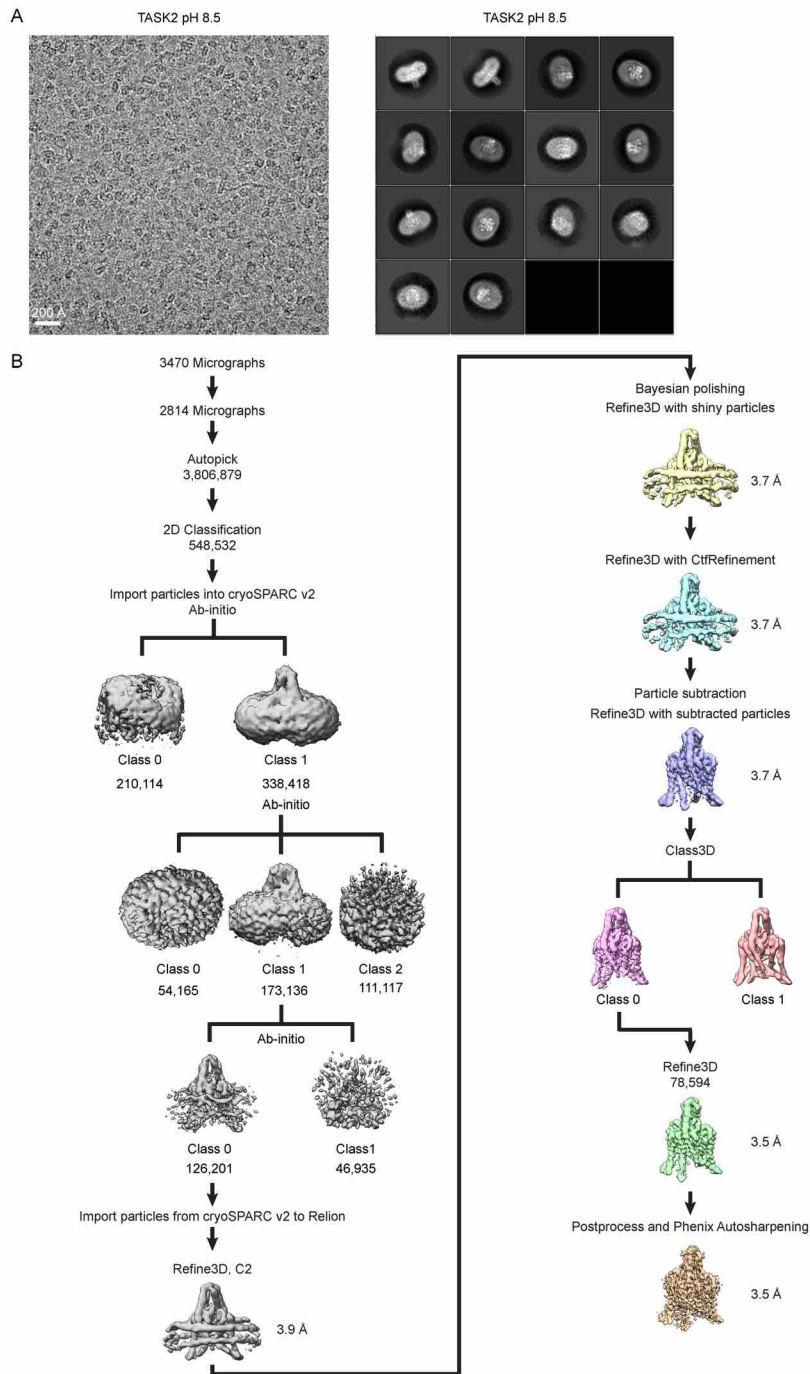 A
TASK2 pH 8.5
TASK2 pH 8.5
200 Å
B
3470 Micrographs
2814 Micrographs
Autopick
3,806,879
2D Classification
548,532
Import particles into cryoSPARC v2
Ab-initio
Class 0
Class 1
210,114
338,418
Ab-initio
Class 0
Class 1
Class 2
54,165
173,136
111,117
Ab-initio
Class 0
Class1
126,201
46,935
Import particles from cryoSPARC v2 to Relion
Refine3D, C2
3.9 Å
Bayesian polishing
Refine3D with shiny particles
3.7 Å
Refine3D with CtfRefinement
3.7 Å
Particle subtraction
Refine3D with subtracted particles
3.7 Å
Class3D
Class 0
Class 1
Refine3D
78,594
3.5 Å
Postprocess and Phenix Autosharpening
3.5 Å